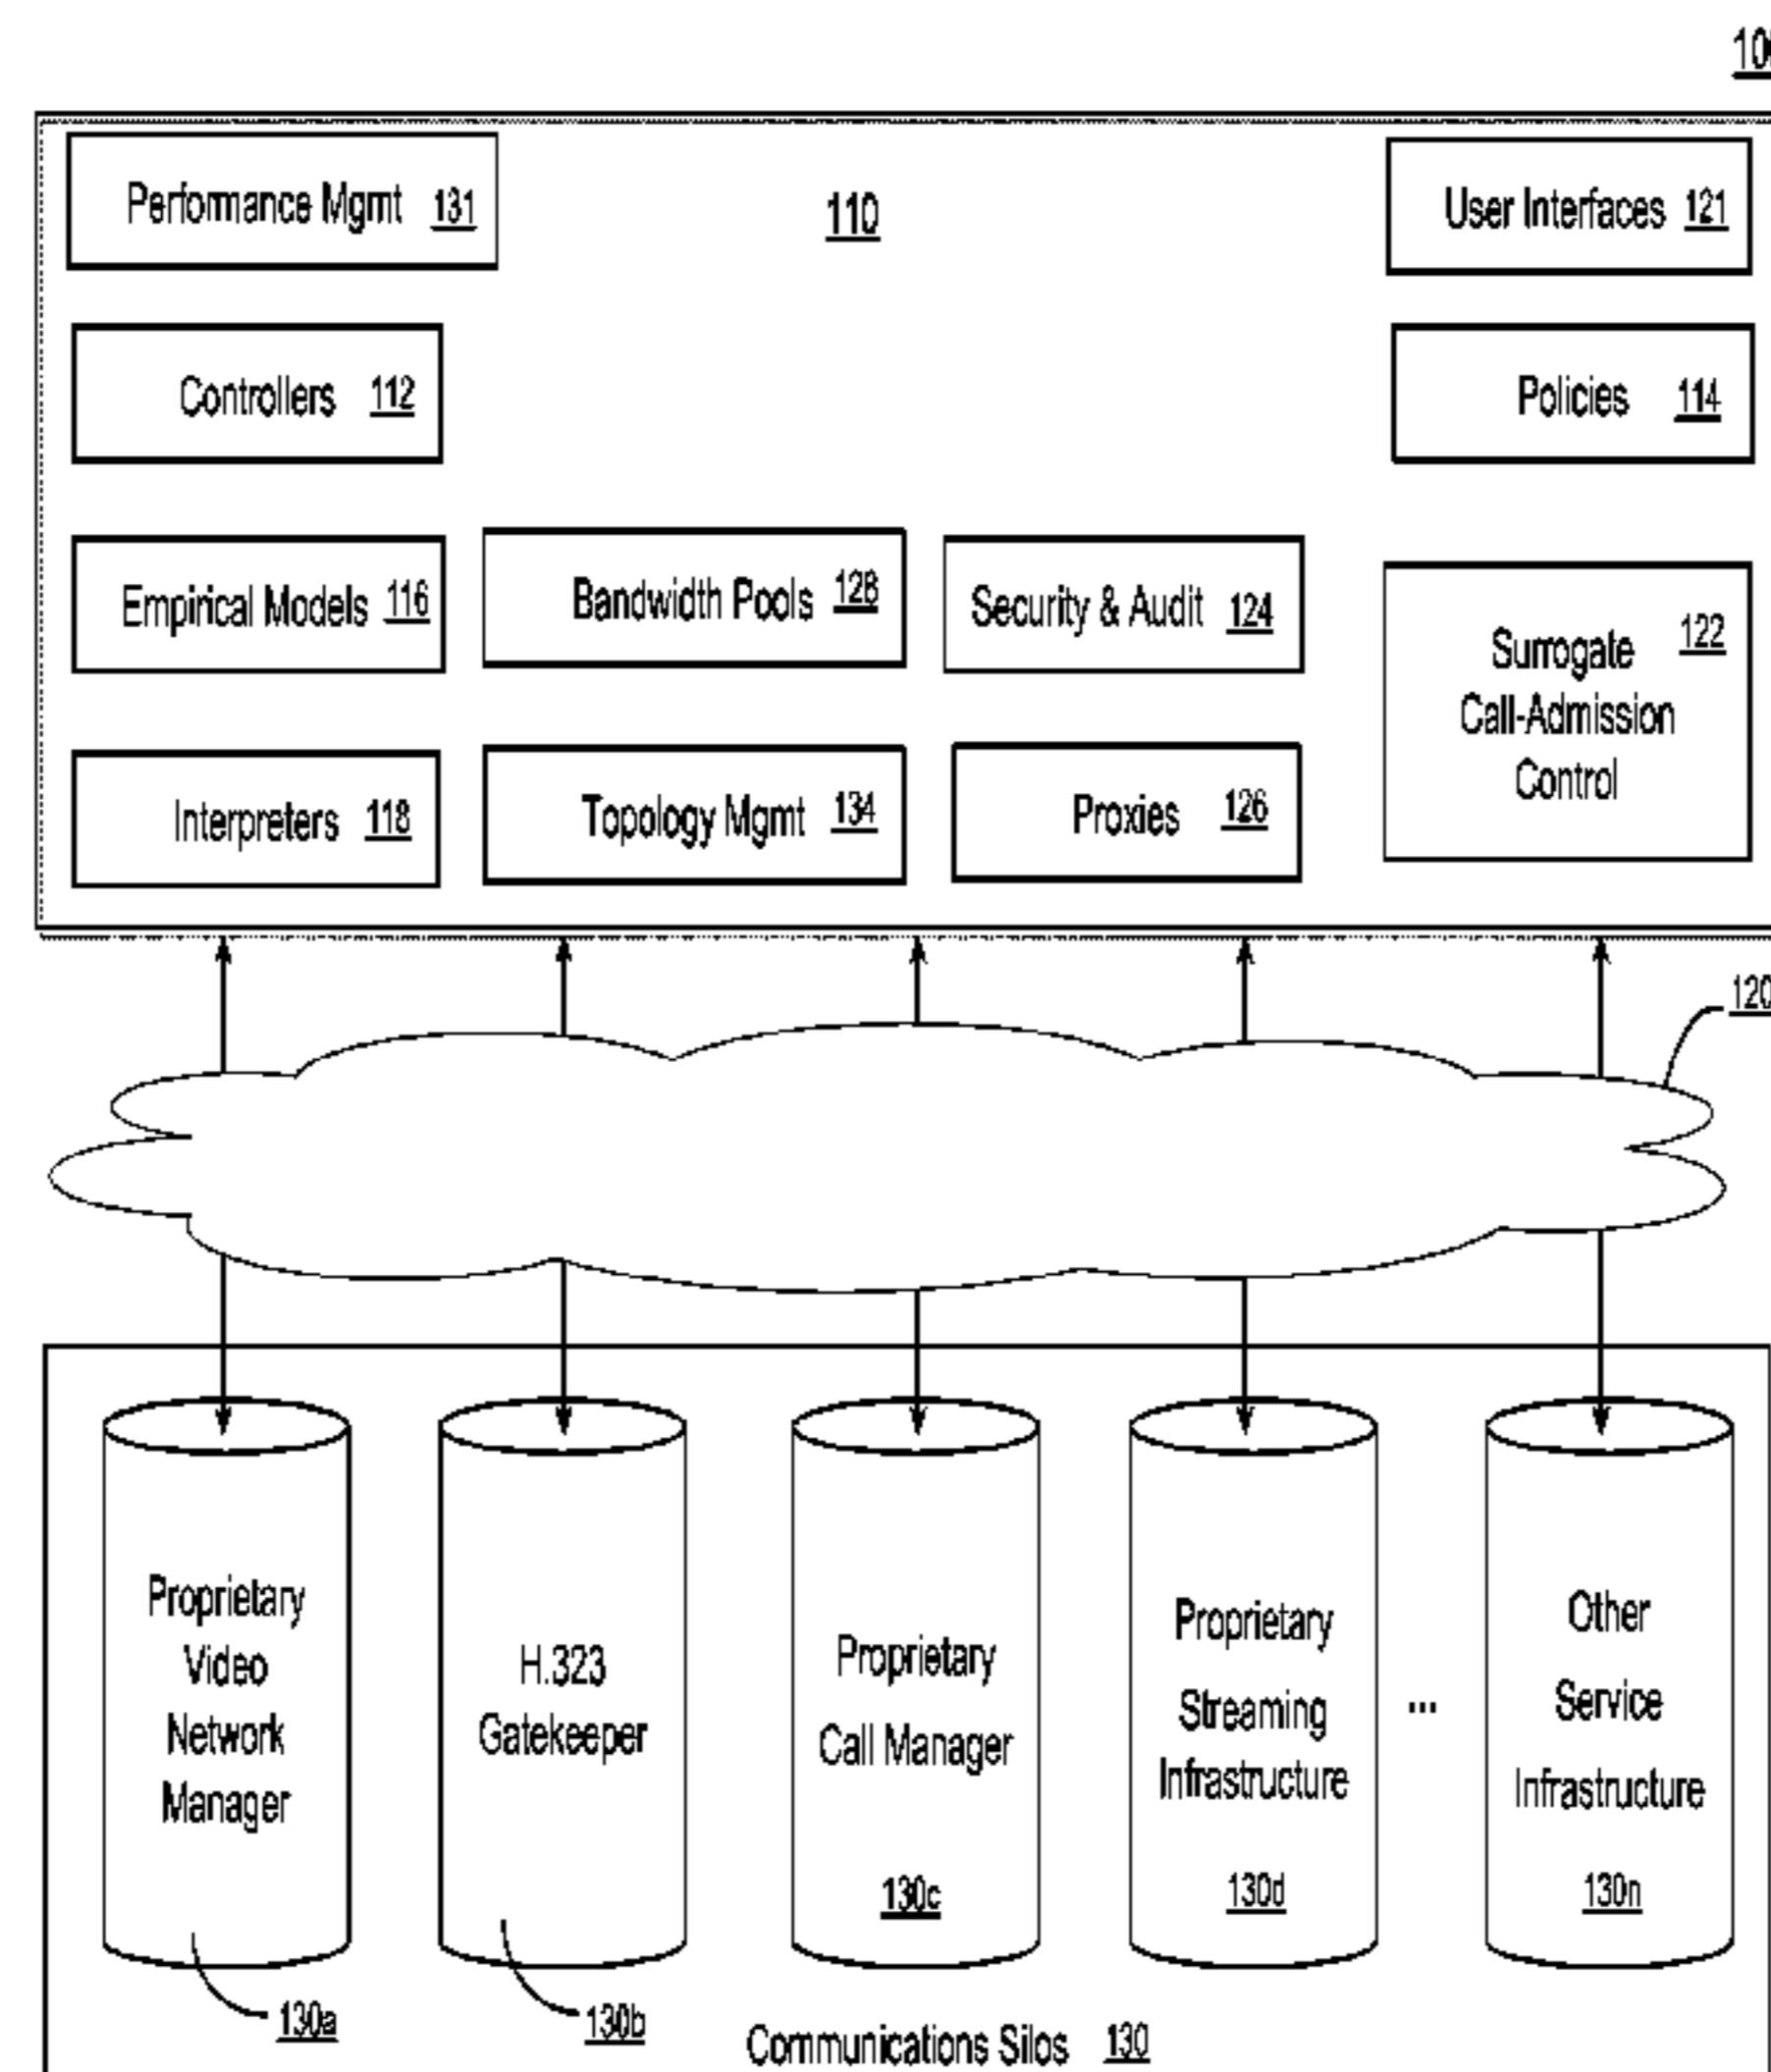 Performance Mgmt 131
110
User Interfaces 121
Controllers 112
Policies 114
Empirical Models 116
Bandwidth Pools 128
Security & Audit 124
Surrogate 122
Call-Admission
Control
Interpreters 118
Topology Mgmt 134
Proxies 126
120
Proprietary
Video
Network
Manager
130a
H.323
Gatekeeper
130b
Proprietary
Call Manager
130c
Proprietary
Streaming
Infrastructure
130d
...
Other
Service
Infrastructure
130n
Communications Silos 130